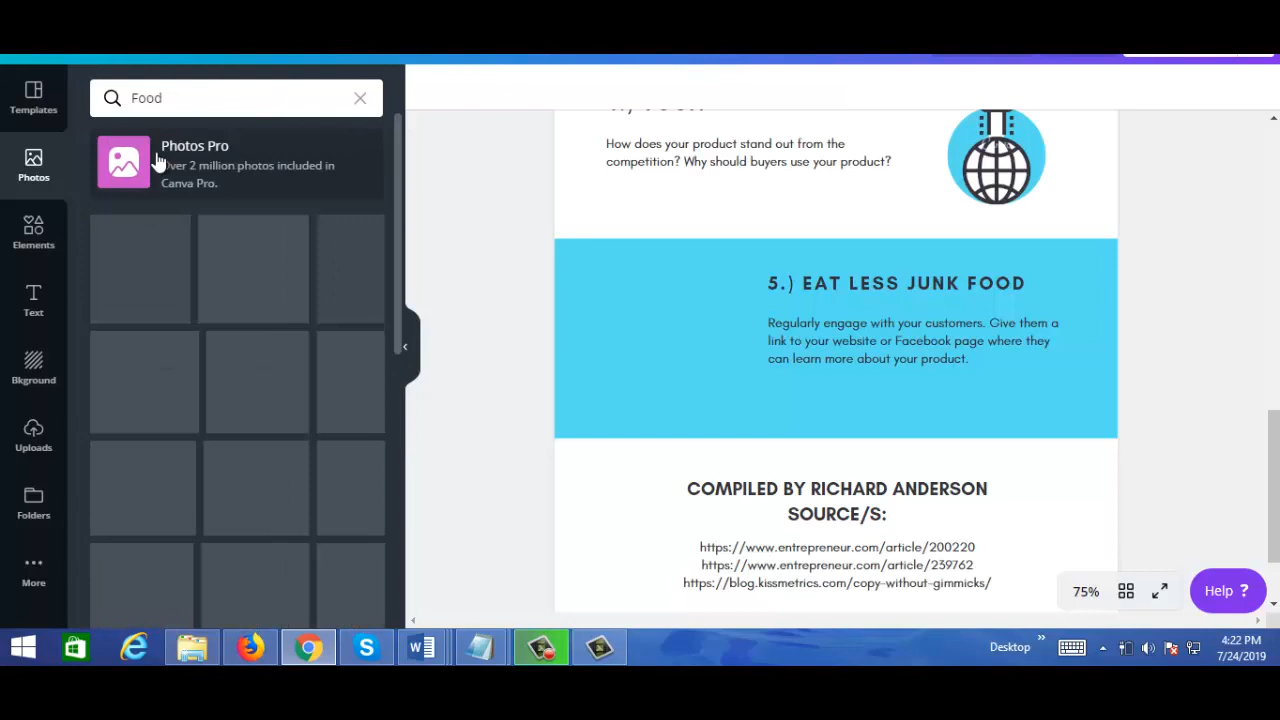 Templates
Photos
Elements
Text
Bkground
Uploads
Folders
More
Food
Photos Pro
Over 2 million photos included in
Canva Pro.
How does your product stand out from the
competition? Why should buyers use your product?
5.) EAT LESS JUNK FOOD
Regularly engage with your customers. Give them a
link to your website or Facebook page where they
can learn more about your product.
COMPILED BY RICHARD ANDERSON
SOURCE/S:
https://www.entrepreneur.com/article/200220
https://www.entrepreneur.com/article/239762
https://blog.kissmetrics.com/copy-without-gimmicks/
75%
Help ?
Desktop
4:22 PM
7/24/2019